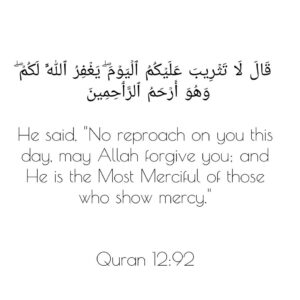 قَالَ لَا تَثْرِيبَ عَلَيْكُمُ ٱلْيَوْمَ ۖ يَغْفِرُ ٱللَّهُ لَكُمْ ۖ
وَهُوَ أَرْحَمُ ٱلرَّٰحِمِينَ
He said, "No reproach on you this
day, may Allah forgive you; and
He is the Most Merciful of those
who show mercy."
Quran 12:92